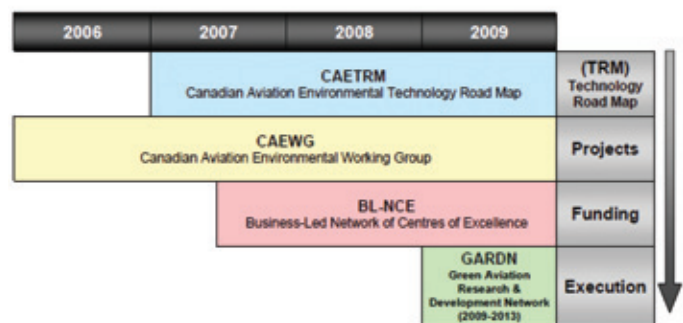 2006 2007 2008 2009
CAETRM
Canadian Aviation Environmental Technology Road Map
(TRM)
Technology
Road Map
CAEWG
Canadian Aviation Environmental Working Group
Projects
BL-NCE
Business-Led Network of Centres of Excellence
Funding
GARDN
Green Aviation
Research &
Development Network
(2009-2013)
Execution